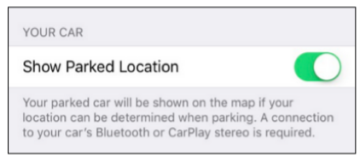 YOUR CAR
Show Parked Location
Your parked car will be shown on the map if your
location can be determined when parking. A connection
to your car's Bluetooth or CarPlay stereo is required.